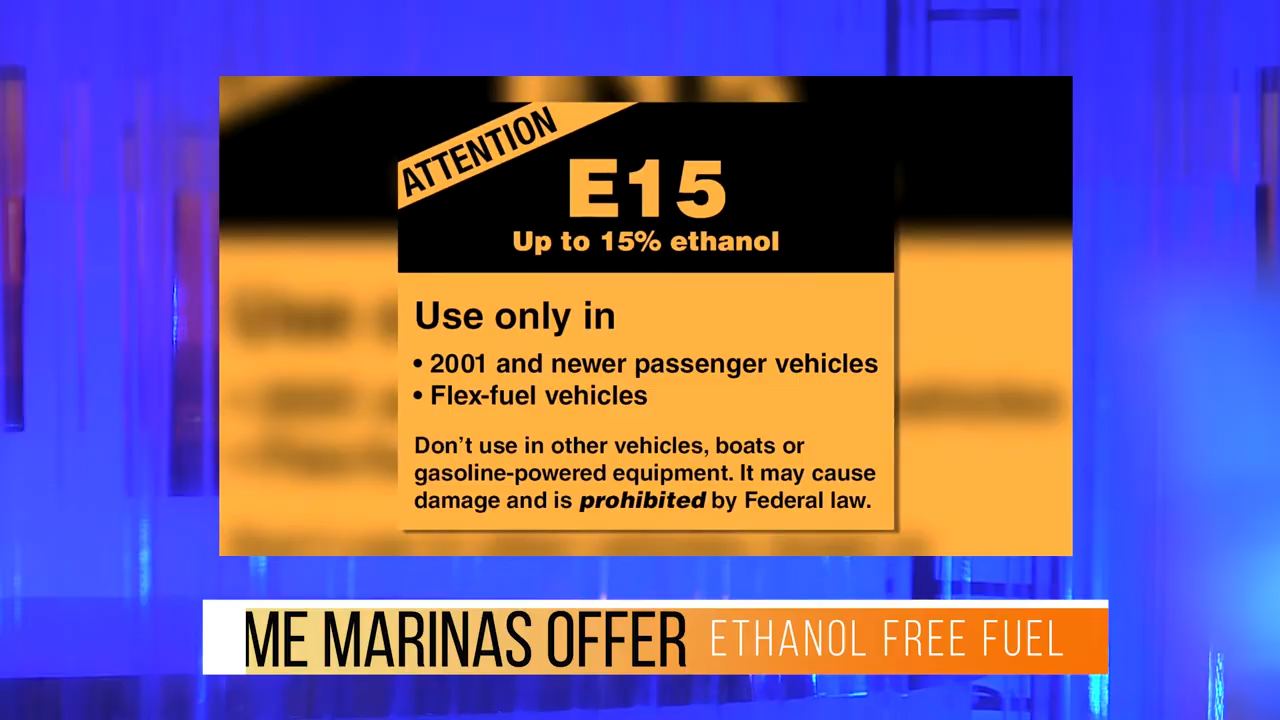 ATTENTION
E15
Up to 15% ethanol
Use only in
• 2001 and newer passenger vehicles
• Flex-fuel vehicles
Don't use in other vehicles, boats or
gasoline-powered equipment. It may cause
damage and is prohibited by Federal law.
ME MARINAS OFFER ETHANOL FREE FUEL